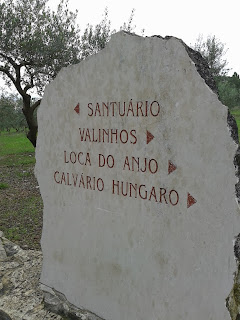 ◀ SANTUÁRIO
VALINHOS ▶
LOCA DO ANJO ▶
CALVÁRIO HUNGARO ▶